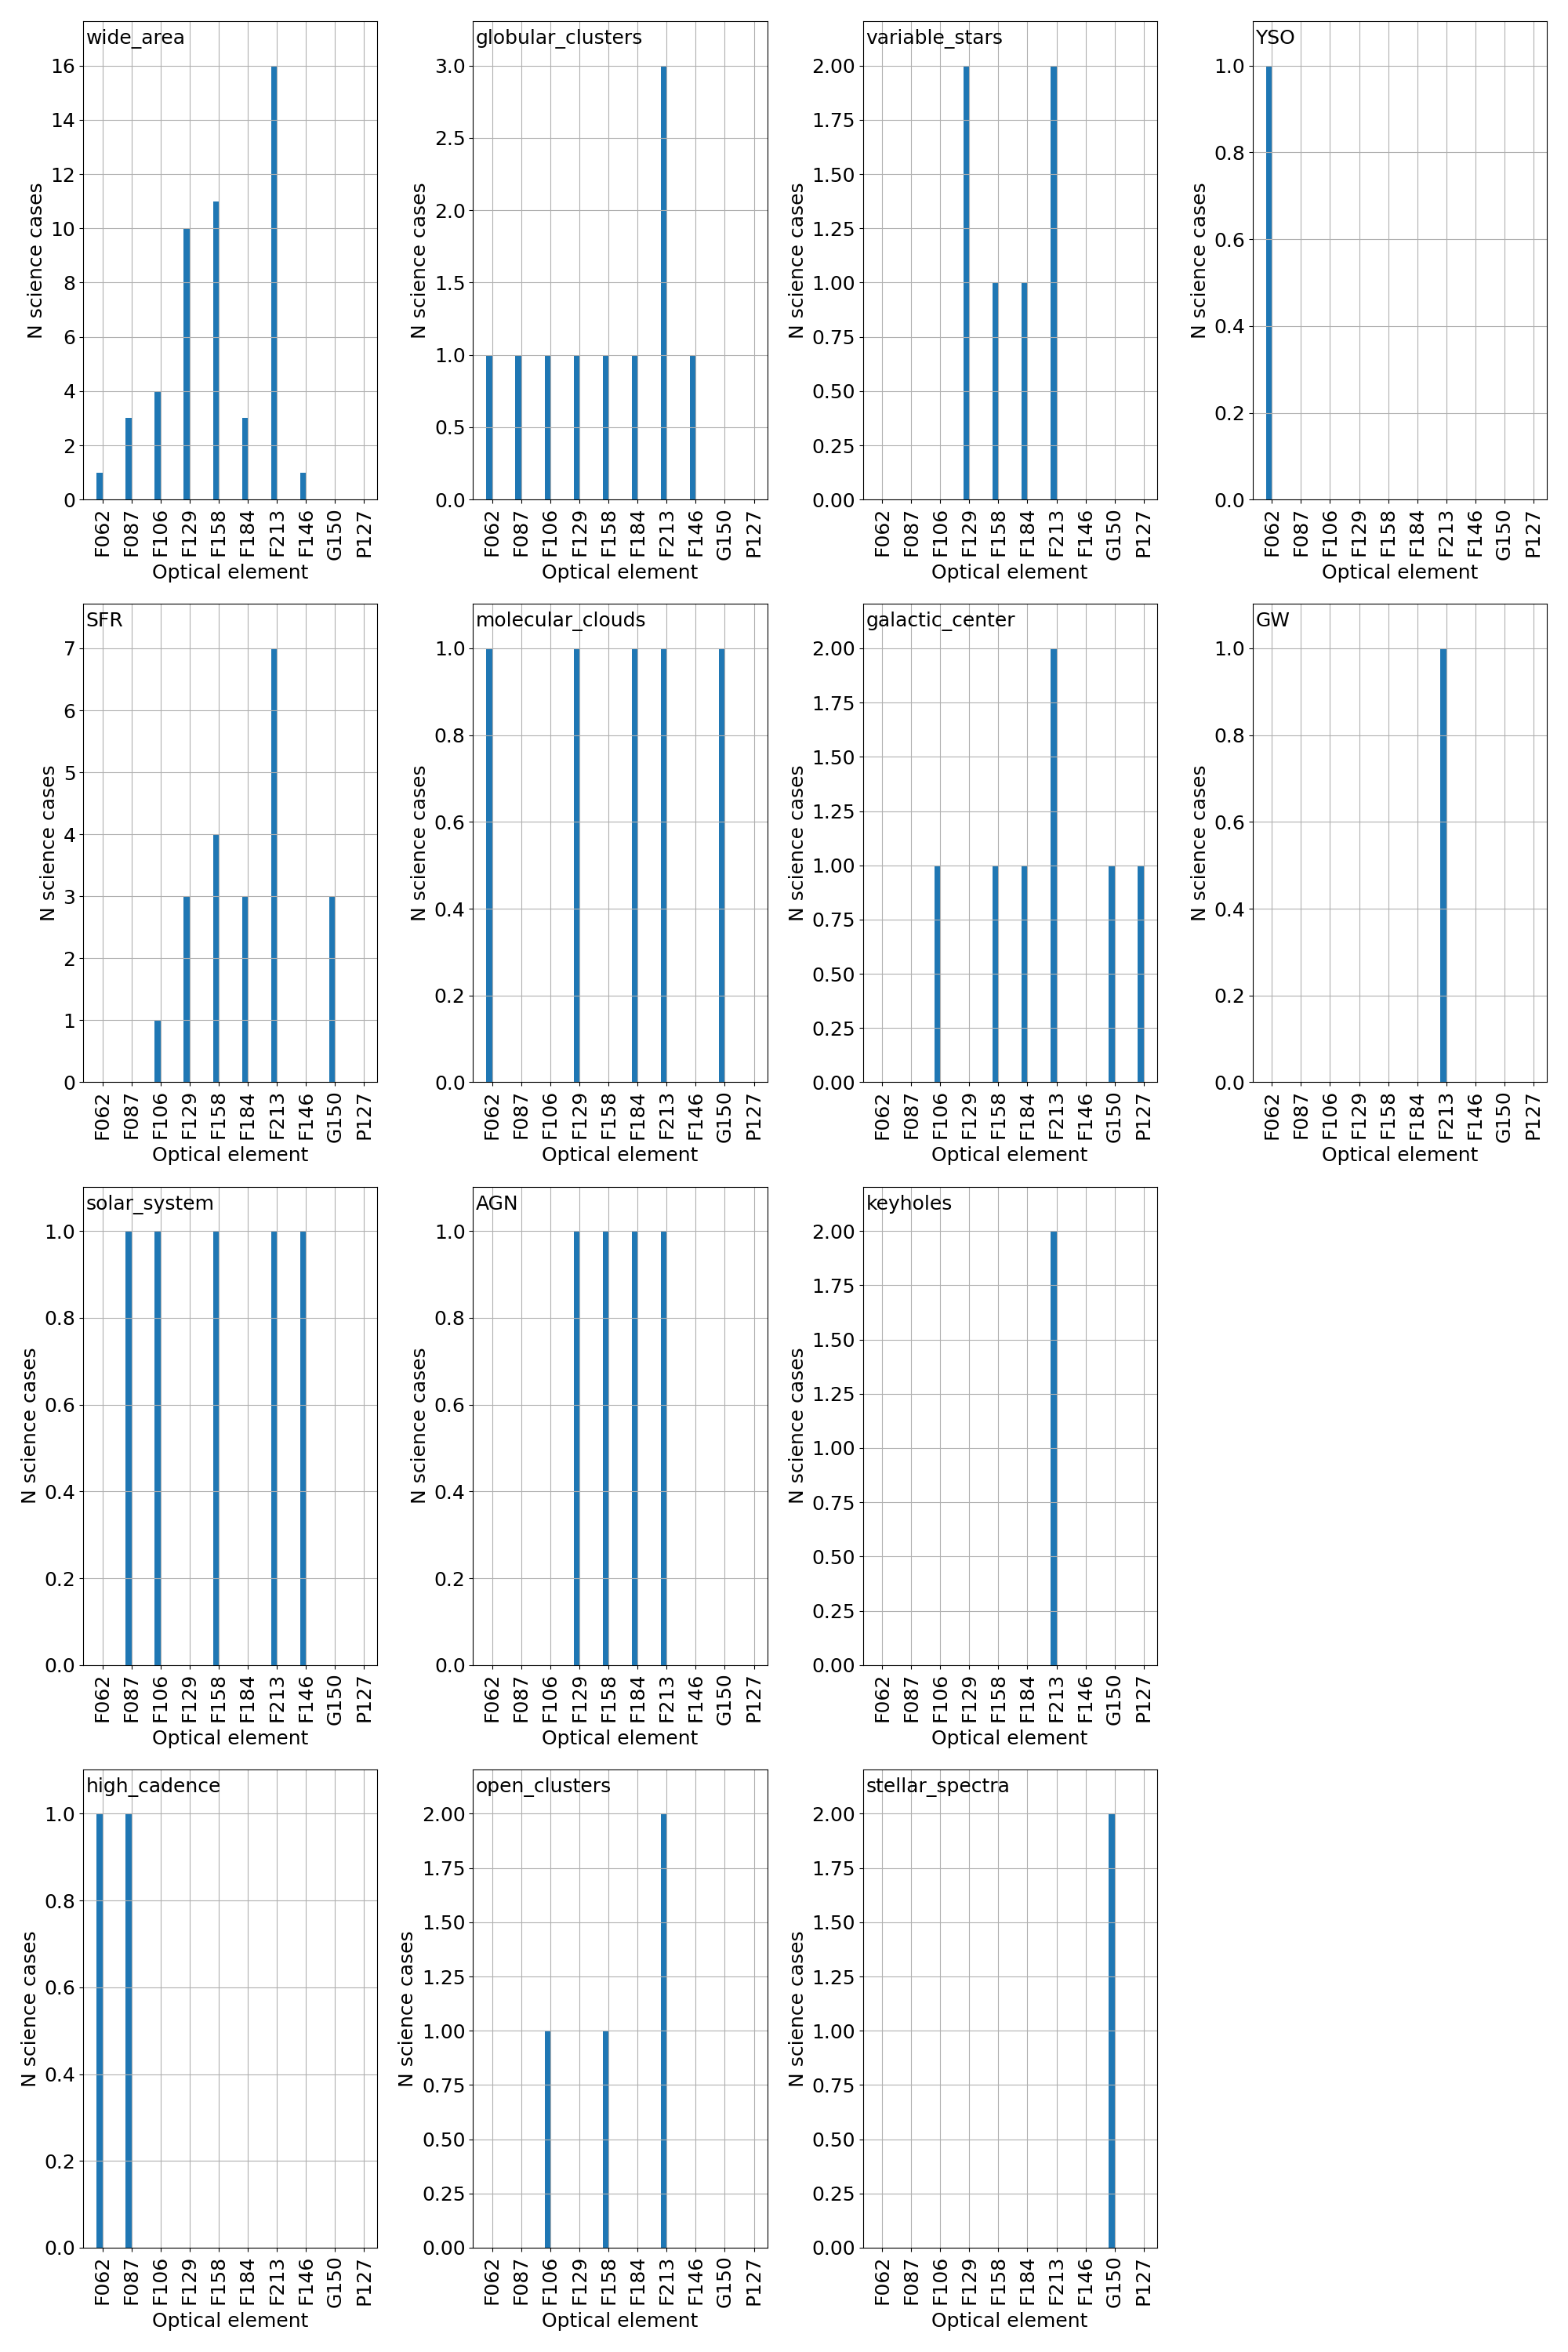 wide_area
N science cases
16
14
12
10
8
6
4
2
0
F062 F087 F106 F129 F158 F184 F213 F146 G150 P127
Optical element
globular_clusters
N science cases
3.0
2.5
2.0
1.5
1.0
0.5
0.0
F062 F087 F106 F129 F158 F184 F213 F146 G150 P127
Optical element
variable_stars
N science cases
2.00
1.75
1.50
1.25
1.00
0.75
0.50
0.25
0.00
F062 F087 F106 F129 F158 F184 F213 F146 G150 P127
Optical element
YSO
N science cases
1.0
0.8
0.6
0.4
0.2
0.0
F062 F087 F106 F129 F158 F184 F213 F146 G150 P127
Optical element
SFR
N science cases
7
6
5
4
3
2
1
0
F062 F087 F106 F129 F158 F184 F213 F146 G150 P127
Optical element
molecular_clouds
N science cases
1.0
0.8
0.6
0.4
0.2
0.0
F062 F087 F106 F129 F158 F184 F213 F146 G150 P127
Optical element
galactic_center
N science cases
2.00
1.75
1.50
1.25
1.00
0.75
0.50
0.25
0.00
F062 F087 F106 F129 F158 F184 F213 F146 G150 P127
Optical element
GW
N science cases
1.0
0.8
0.6
0.4
0.2
0.0
F062 F087 F106 F129 F158 F184 F213 F146 G150 P127
Optical element
solar_system
N science cases
1.0
0.8
0.6
0.4
0.2
0.0
F062 F087 F106 F129 F158 F184 F213 F146 G150 P127
Optical element
AGN
N science cases
1.0
0.8
0.6
0.4
0.2
0.0
F062 F087 F106 F129 F158 F184 F213 F146 G150 P127
Optical element
keyholes
N science cases
2.00
1.75
1.50
1.25
1.00
0.75
0.50
0.25
0.00
F062 F087 F106 F129 F158 F184 F213 F146 G150 P127
Optical element
high_cadence
N science cases
1.0
0.8
0.6
0.4
0.2
0.0
F062 F087 F106 F129 F158 F184 F213 F146 G150 P127
Optical element
open_clusters
N science cases
2.00
1.75
1.50
1.25
1.00
0.75
0.50
0.25
0.00
F062 F087 F106 F129 F158 F184 F213 F146 G150 P127
Optical element
stellar_spectra
N science cases
2.00
1.75
1.50
1.25
1.00
0.75
0.50
0.25
0.00
F062 F087 F106 F129 F158 F184 F213 F146 G150 P127
Optical element